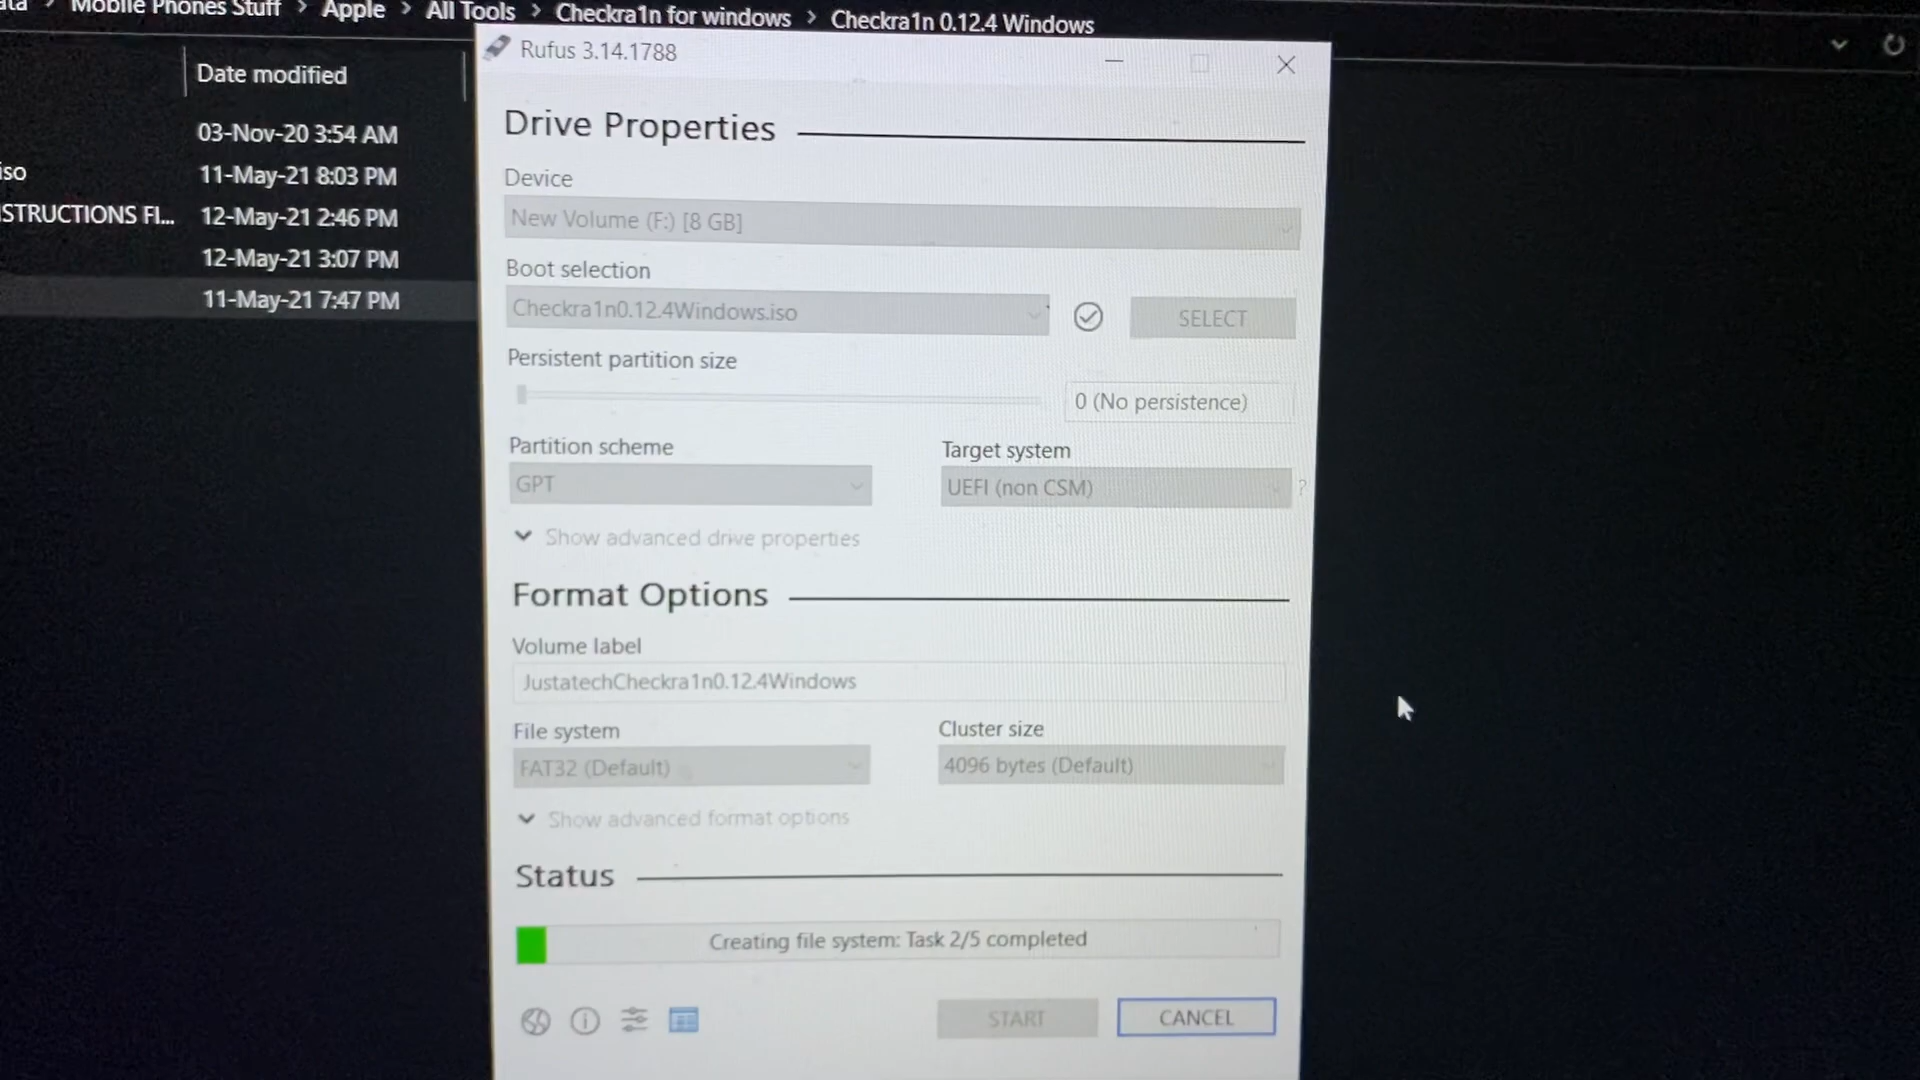 Mobile Phones Stuff > Apple > All Tools > Checkra1n for windows > Checkra1n 0.12.4 Windows
Rufus 3.14.1788
Date modified
03-Nov-20 3:54 AM
iso 11-May-21 8:03 PM
STRUCTIONS FI... 12-May-21 2:46 PM
12-May-21 3:07 PM
11-May-21 7:47 PM
Drive Properties
Device
New Volume (F:) [8 GB]
Boot selection
Checkra1n0.12.4Windows.iso
SELECT
Persistent partition size
0 (No persistence)
Partition scheme
Target system
GPT
UEFI (non CSM)
?
Show advanced drive properties
Format Options
Volume label
JustatechCheckra1n0.12.4Windows
File system
Cluster size
FAT32 (Default)
4096 bytes (Default)
Show advanced format options
Status
Creating file system: Task 2/5 completed
START
CANCEL